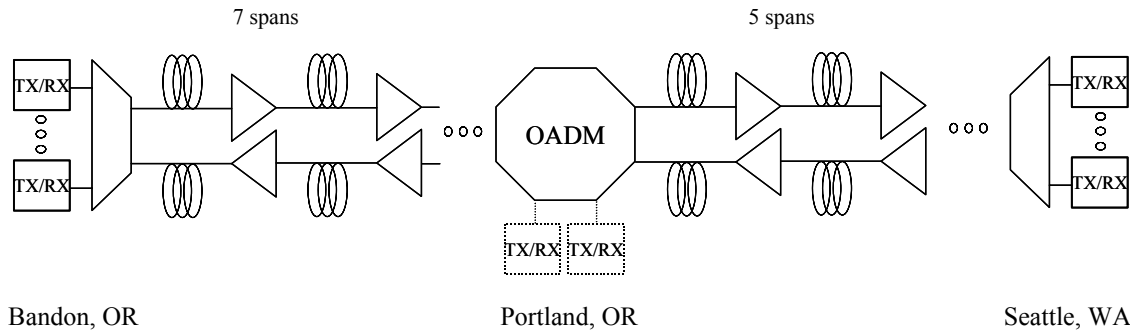 7 spans
5 spans
TX/RX
TX/RX
OADM
TX/RX
TX/RX
TX/RX
TX/RX
Bandon, OR
Portland, OR
Seattle, WA